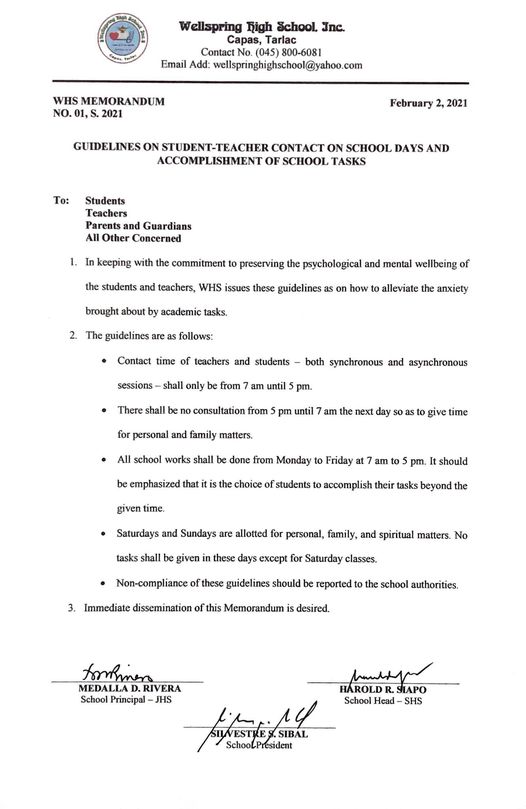 Wellspring High School, Inc.
Capas, Tarlac
Contact No. (045) 800-6081
Email Add: wellspringhighschool@yahoo.com
WHS MEMORANDUM
NO. 01, S. 2021
February 2, 2021
GUIDELINES ON STUDENT-TEACHER CONTACT ON SCHOOL DAYS AND
ACCOMPLISHMENT OF SCHOOL TASKS
To: Students
Teachers
Parents and Guardians
All Other Concerned
1. In keeping with the commitment to preserving the psychological and mental wellbeing of
the students and teachers, WHS issues these guidelines as on how to alleviate the anxiety
brought about by academic tasks.
2. The guidelines are as follows:
• Contact time of teachers and students – both synchronous and asynchronous
sessions – shall only be from 7 am until 5 pm.
• There shall be no consultation from 5 pm until 7 am the next day so as to give time
for personal and family matters.
• All school works shall be done from Monday to Friday at 7 am to 5 pm. It should
be emphasized that it is the choice of students to accomplish their tasks beyond the
given time.
• Saturdays and Sundays are allotted for personal, family, and spiritual matters. No
tasks shall be given in these days except for Saturday classes.
• Non-compliance of these guidelines should be reported to the school authorities.
3. Immediate dissemination of this Memorandum is desired.
MEDALLA D. RIVERA
School Principal – JHS
HAROLD R. SIAPO
School Head – SHS
SILVESTRE S. SIBAL
School President